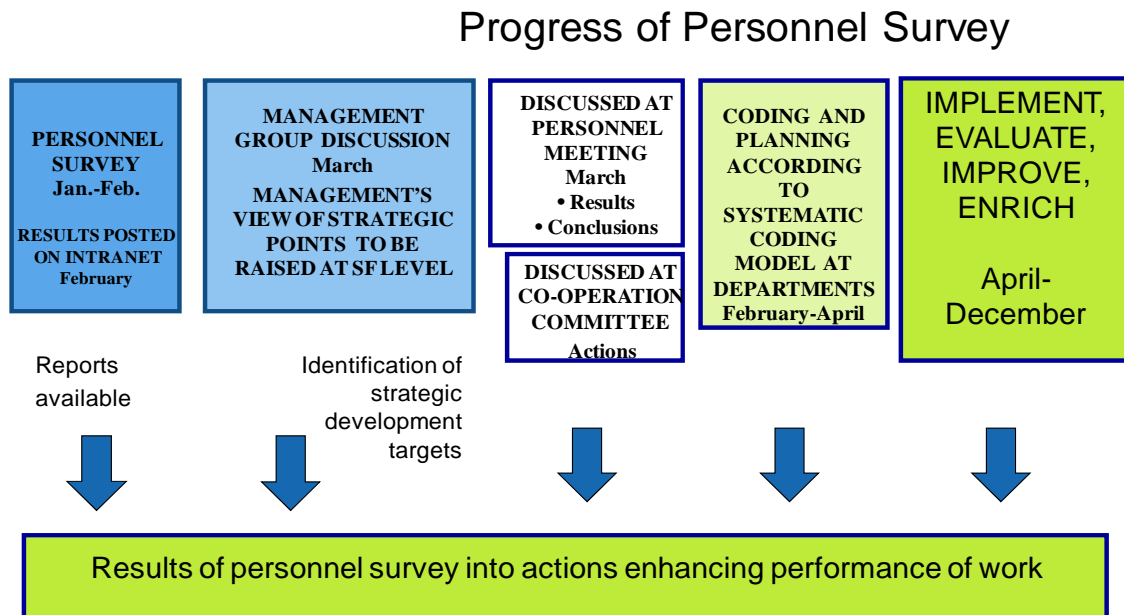 Progress of Personnel Survey
PERSONNEL
SURVEY
Jan.-Feb.
RESULTS POSTED
ON INTRANET
February
MANAGEMENT
GROUP DISCUSSION
March
MANAGEMENT'S
VIEW OF STRATEGIC
POINTS TO BE
RAISED AT SF LEVEL
DISCUSSED AT
PERSONNEL
MEETING
March
• Results
• Conclusions
DISCUSSED AT
CO-OPERATION
COMMITTEE
Actions
CODING AND
PLANNING
ACCORDING
TO
SYSTEMATIC
CODING
MODEL AT
DEPARTMENTS
February-April
IMPLEMENT,
EVALUATE,
IMPROVE,
ENRICH
April-
December
Reports
available
Identification of
strategic
development
targets
Results of personnel survey into actions enhancing performance of work